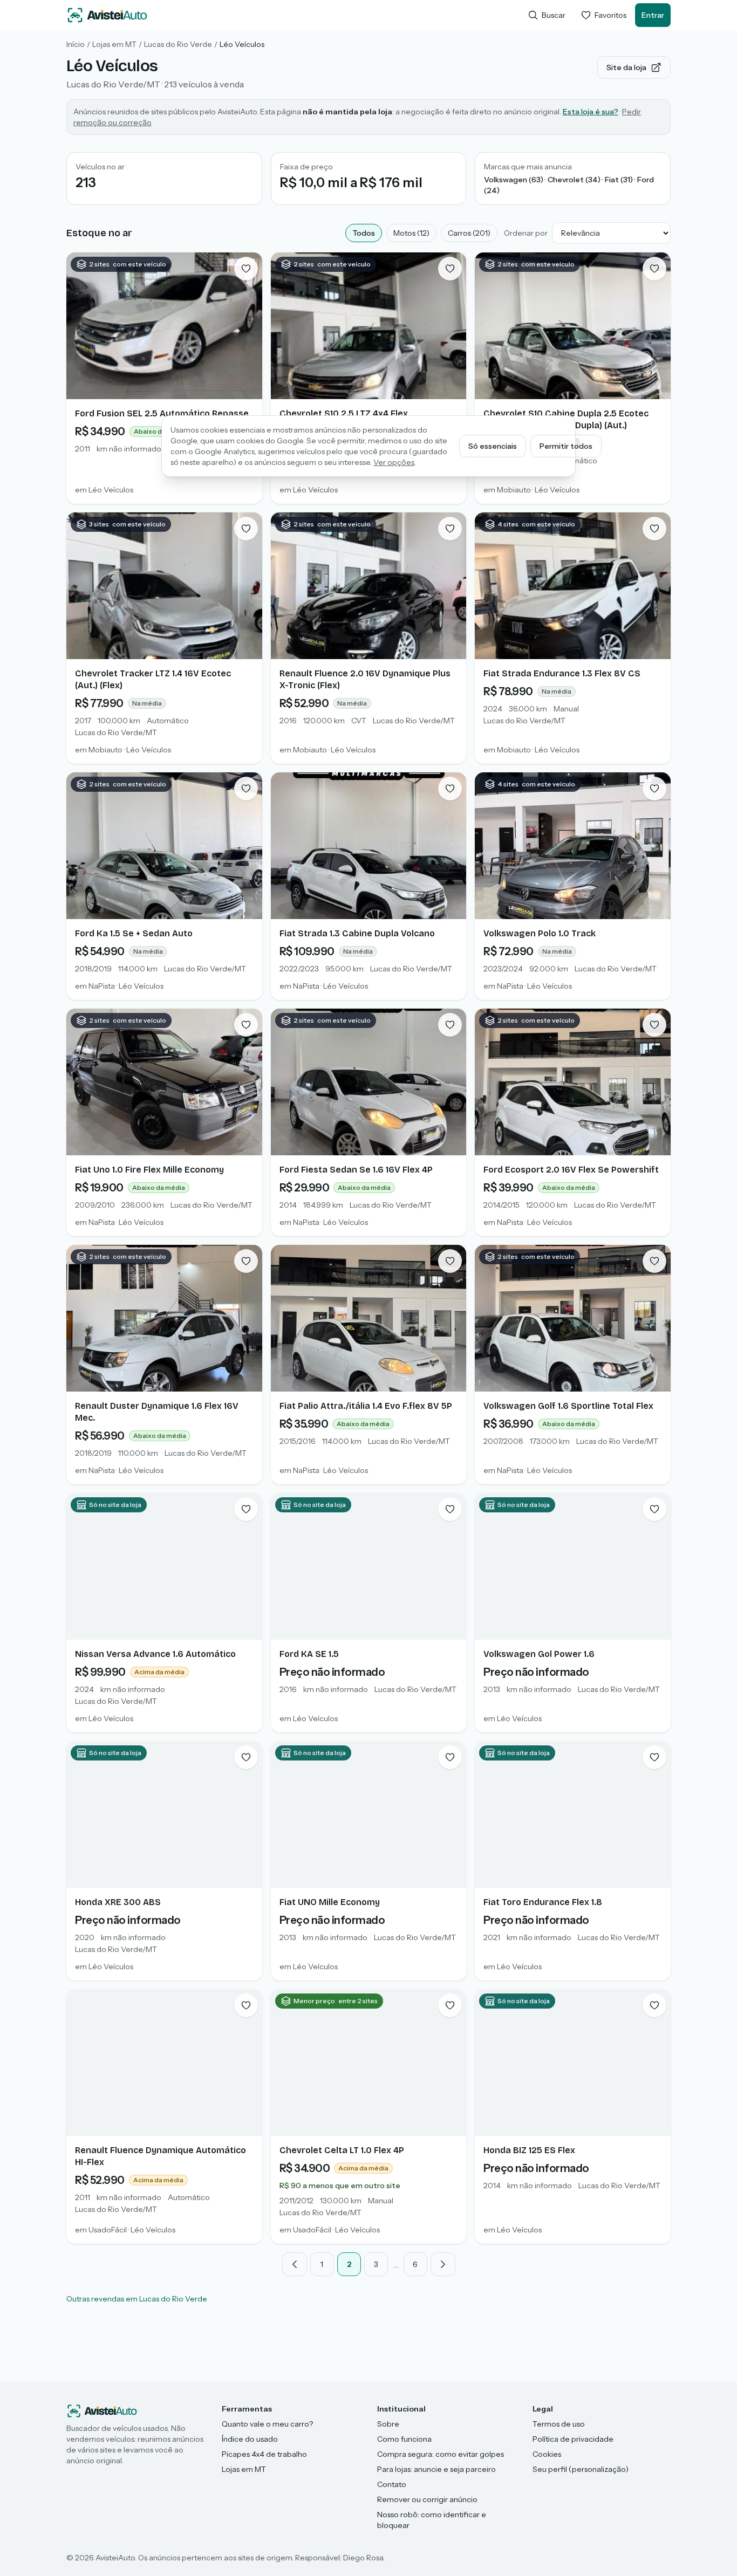 AvisteiAuto
Buscar
Favoritos
Entrar
Início / Lojas em MT / Lucas do Rio Verde / Léo Veículos
Léo Veículos
Lucas do Rio Verde/MT · 213 veículos à venda
Site da loja
Anúncios reunidos de sites públicos pelo AvisteiAuto. Esta página não é mantida pela loja: a negociação é feita direto no anúncio original. Esta loja é sua? · Pedir
remoção ou correção
Veículos no ar
213
Faixa de preço
R$ 10,0 mil a R$ 176 mil
Marcas que mais anuncia
Volkswagen (63) · Chevrolet (34) · Fiat (31) · Ford
(24)
Estoque no ar
Todos
Motos (12)
Carros (201)
Ordenar por
Relevância
2 sites com este veículo
Ford Fusion SEL 2.5 Automático Repasse
R$ 34.990
Abaixo d
2011 km não informado
em Léo Veículos
2 sites com este veículo
Chevrolet S10 2.5 LTZ 4x4 Flex
em Léo Veículos
2 sites com este veículo
Chevrolet S10 Cabine Dupla 2.5 Ecotec
Dupla) (Aut.)
mático
em Mobiauto · Léo Veículos
Usamos cookies essenciais e mostramos anúncios não personalizados do
Google, que usam cookies do Google. Se você permitir, medimos o uso do site
com o Google Analytics, sugerimos veículos pelo que você procura (guardado
só neste aparelho) e os anúncios seguem o seu interesse. Ver opções.
Só essenciais
Permitir todos
3 sites com este veículo
Chevrolet Tracker LTZ 1.4 16V Ecotec
(Aut.) (Flex)
R$ 77.990
Na média
2017 100.000 km Automático
Lucas do Rio Verde/MT
em Mobiauto · Léo Veículos
2 sites com este veículo
Renault Fluence 2.0 16V Dynamique Plus
X-Tronic (Flex)
R$ 52.990
Na média
2016 120.000 km CVT Lucas do Rio Verde/MT
em Mobiauto · Léo Veículos
4 sites com este veículo
Fiat Strada Endurance 1.3 Flex 8V CS
R$ 78.990
Na média
2024 36.000 km Manual
Lucas do Rio Verde/MT
em Mobiauto · Léo Veículos
2 sites com este veículo
Ford Ka 1.5 Se + Sedan Auto
R$ 54.990
Na média
2018/2019 114.000 km Lucas do Rio Verde/MT
em NaPista · Léo Veículos
MULTIMARCAS
Fiat Strada 1.3 Cabine Dupla Volcano
R$ 109.990
Na média
2022/2023 95.000 km Lucas do Rio Verde/MT
em NaPista · Léo Veículos
4 sites com este veículo
Volkswagen Polo 1.0 Track
R$ 72.990
Na média
2023/2024 92.000 km Lucas do Rio Verde/MT
em NaPista · Léo Veículos
2 sites com este veículo
Fiat Uno 1.0 Fire Flex Mille Economy
R$ 19.900
Abaixo da média
2009/2010 236.000 km Lucas do Rio Verde/MT
em NaPista · Léo Veículos
2 sites com este veículo
Ford Fiesta Sedan Se 1.6 16V Flex 4P
R$ 29.990
Abaixo da média
2014 184.999 km Lucas do Rio Verde/MT
em NaPista · Léo Veículos
2 sites com este veículo
Ford Ecosport 2.0 16V Flex Se Powershift
R$ 39.990
Abaixo da média
2014/2015 120.000 km Lucas do Rio Verde/MT
em NaPista · Léo Veículos
2 sites com este veículo
Renault Duster Dynamique 1.6 Flex 16V
Mec.
R$ 56.990
Abaixo da média
2018/2019 110.000 km Lucas do Rio Verde/MT
em NaPista · Léo Veículos
Fiat Palio Attra./itália 1.4 Evo F.flex 8V 5P
R$ 35.990
Abaixo da média
2015/2016 114.000 km Lucas do Rio Verde/MT
em NaPista · Léo Veículos
2 sites com este veículo
Volkswagen Golf 1.6 Sportline Total Flex
R$ 36.990
Abaixo da média
2007/2008 173.000 km Lucas do Rio Verde/MT
em NaPista · Léo Veículos
Só no site da loja
Nissan Versa Advance 1.6 Automático
R$ 99.990
Acima da média
2024 km não informado
Lucas do Rio Verde/MT
em Léo Veículos
Só no site da loja
Ford KA SE 1.5
Preço não informado
2016 km não informado Lucas do Rio Verde/MT
em Léo Veículos
Só no site da loja
Volkswagen Gol Power 1.6
Preço não informado
2013 km não informado Lucas do Rio Verde/MT
em Léo Veículos
Só no site da loja
Honda XRE 300 ABS
Preço não informado
2020 km não informado
Lucas do Rio Verde/MT
em Léo Veículos
Só no site da loja
Fiat UNO Mille Economy
Preço não informado
2013 km não informado Lucas do Rio Verde/MT
em Léo Veículos
Só no site da loja
Fiat Toro Endurance Flex 1.8
Preço não informado
2021 km não informado Lucas do Rio Verde/MT
em Léo Veículos
Renault Fluence Dynamique Automático
Hi-Flex
R$ 52.990
Acima da média
2011 km não informado Automático
Lucas do Rio Verde/MT
em UsadoFácil · Léo Veículos
Menor preço entre 2 sites
Chevrolet Celta LT 1.0 Flex 4P
R$ 34.900
Acima da média
R$ 90 a menos que em outro site
2011/2012 130.000 km Manual
Lucas do Rio Verde/MT
em UsadoFácil · Léo Veículos
Só no site da loja
Honda BIZ 125 ES Flex
Preço não informado
2014 km não informado Lucas do Rio Verde/MT
em Léo Veículos
1 2 3 … 6
Outras revendas em Lucas do Rio Verde
AvisteiAuto
Buscador de veículos usados. Não
vendemos veículos: reunimos anúncios
de vários sites e levamos você ao
anúncio original.
Ferramentas
Quanto vale o meu carro?
Índice do usado
Picapes 4x4 de trabalho
Lojas em MT
Institucional
Sobre
Como funciona
Compra segura: como evitar golpes
Para lojas: anuncie e seja parceiro
Contato
Remover ou corrigir anúncio
Nosso robô: como identificar e
bloquear
Legal
Termos de uso
Política de privacidade
Cookies
Seu perfil (personalização)
© 2026 AvisteiAuto. Os anúncios pertencem aos sites de origem. Responsável: Diego Rosa.